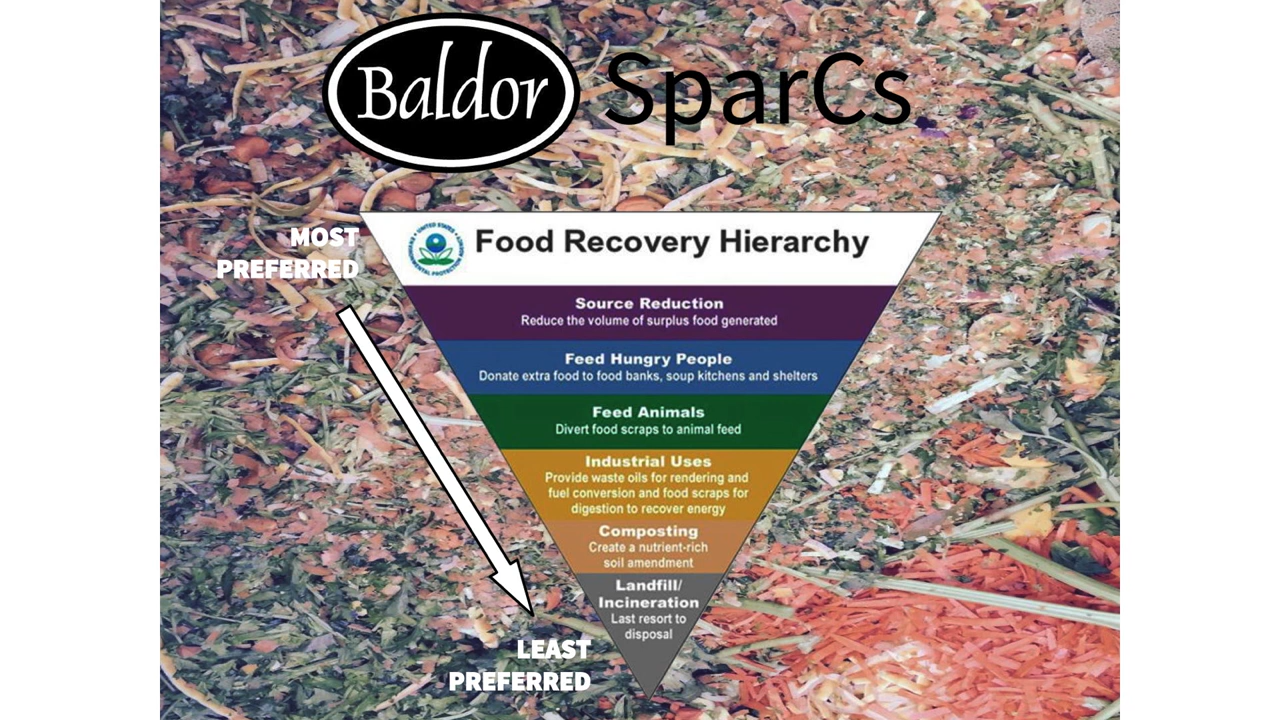 Baldor SparCs
MOST
PREFERRED
Food Recovery Hierarchy
Source Reduction
Reduce the volume of surplus food generated
Feed Hungry People
Donate extra food to food banks, soup kitchens and shelters
Feed Animals
Divert food scraps to animal feed
Industrial Uses
Provide waste oils for rendering and
fuel conversion and food scraps for
digestion to recover energy
Composting
Create a nutrient-rich
soil amendment
Landfill/
Incineration
Last resort to
disposal
LEAST
PREFERRED